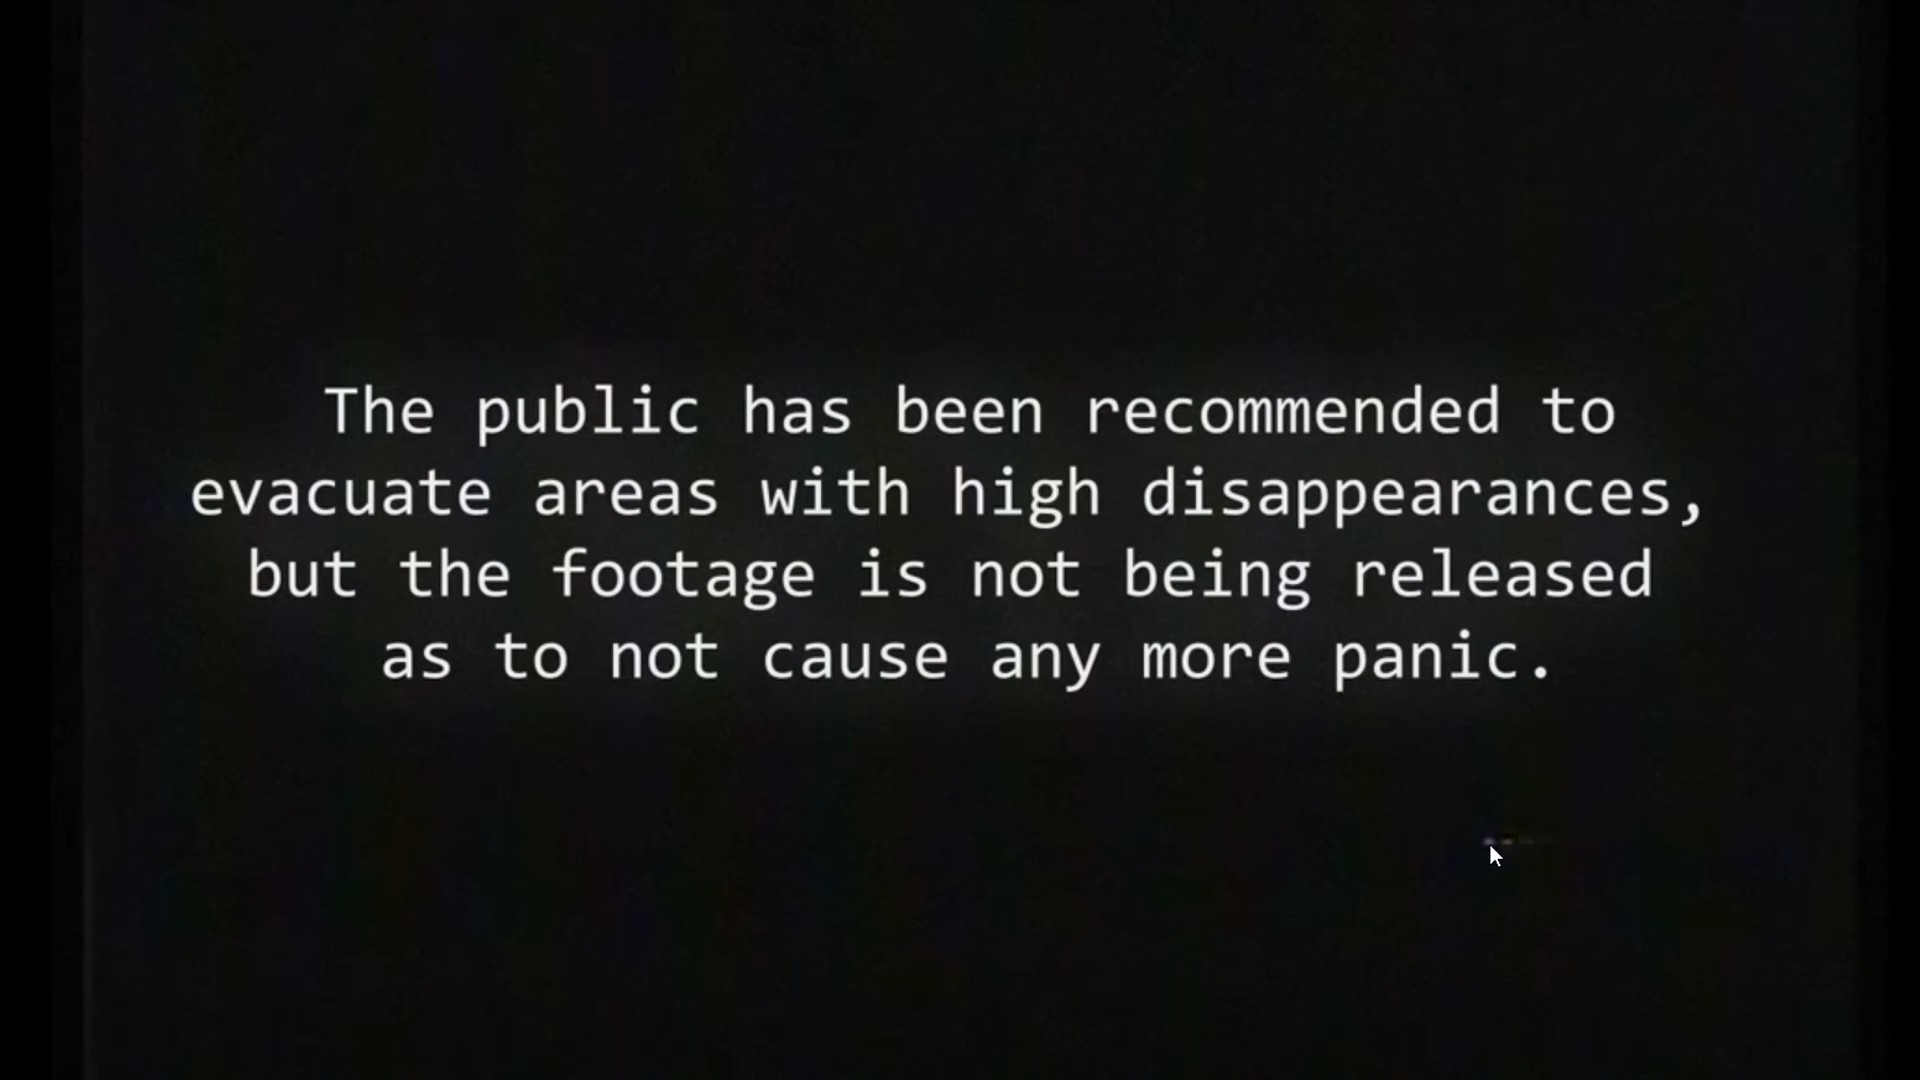 The public has been recommended to
evacuate areas with high disappearances,
but the footage is not being released
as to not cause any more panic.